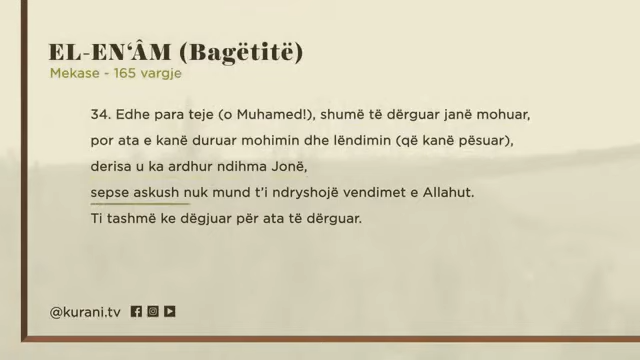 EL-EN‘ÂM (Bagëtitë)
Mekase - 165 vargje
34. Edhe para teje (o Muhamed!), shumë të dërguar janë mohuar,
por ata e kanë duruar mohimin dhe lëndimin (që kanë pësuar),
derisa u ka ardhur ndihma Jonë,
sepse askush nuk mund t’i ndryshojë vendimet e Allahut.
Ti tashmë ke dëgjuar për ata të dërguar.
@kurani.tv